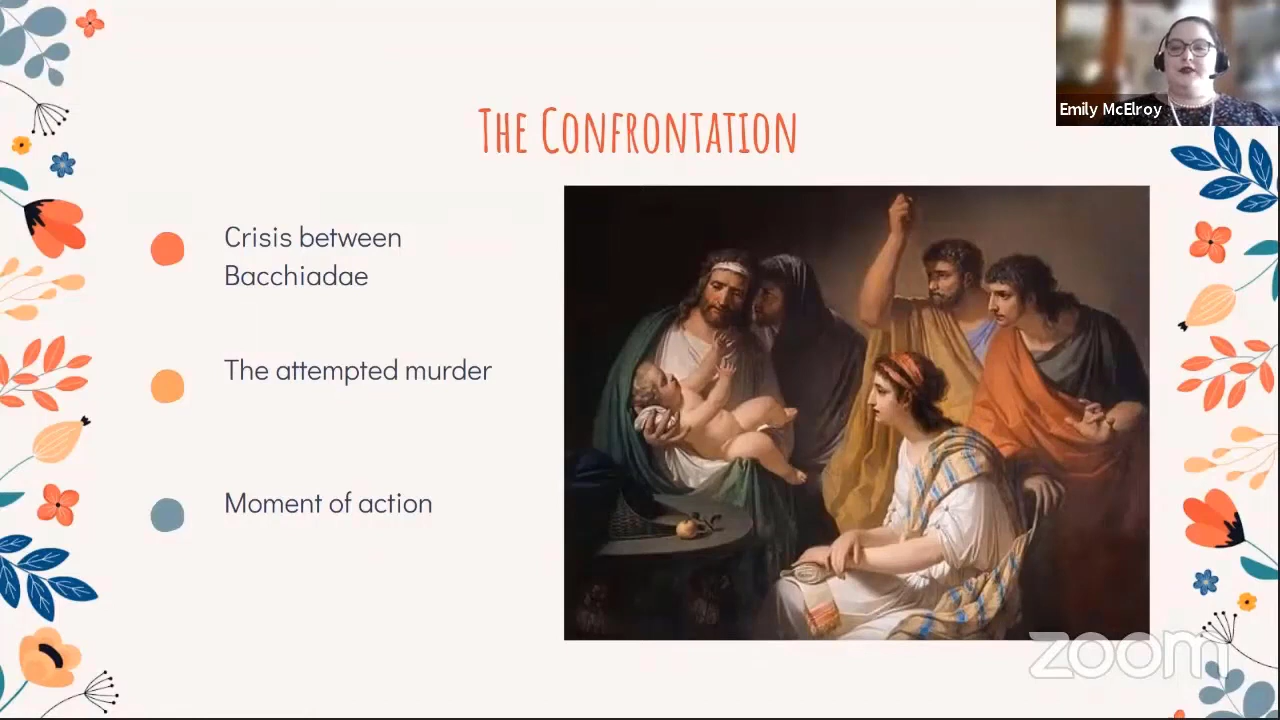 Emily McElroy
The Confrontation
Crisis between
Bacchiadae
The attempted murder
Moment of action
zoom